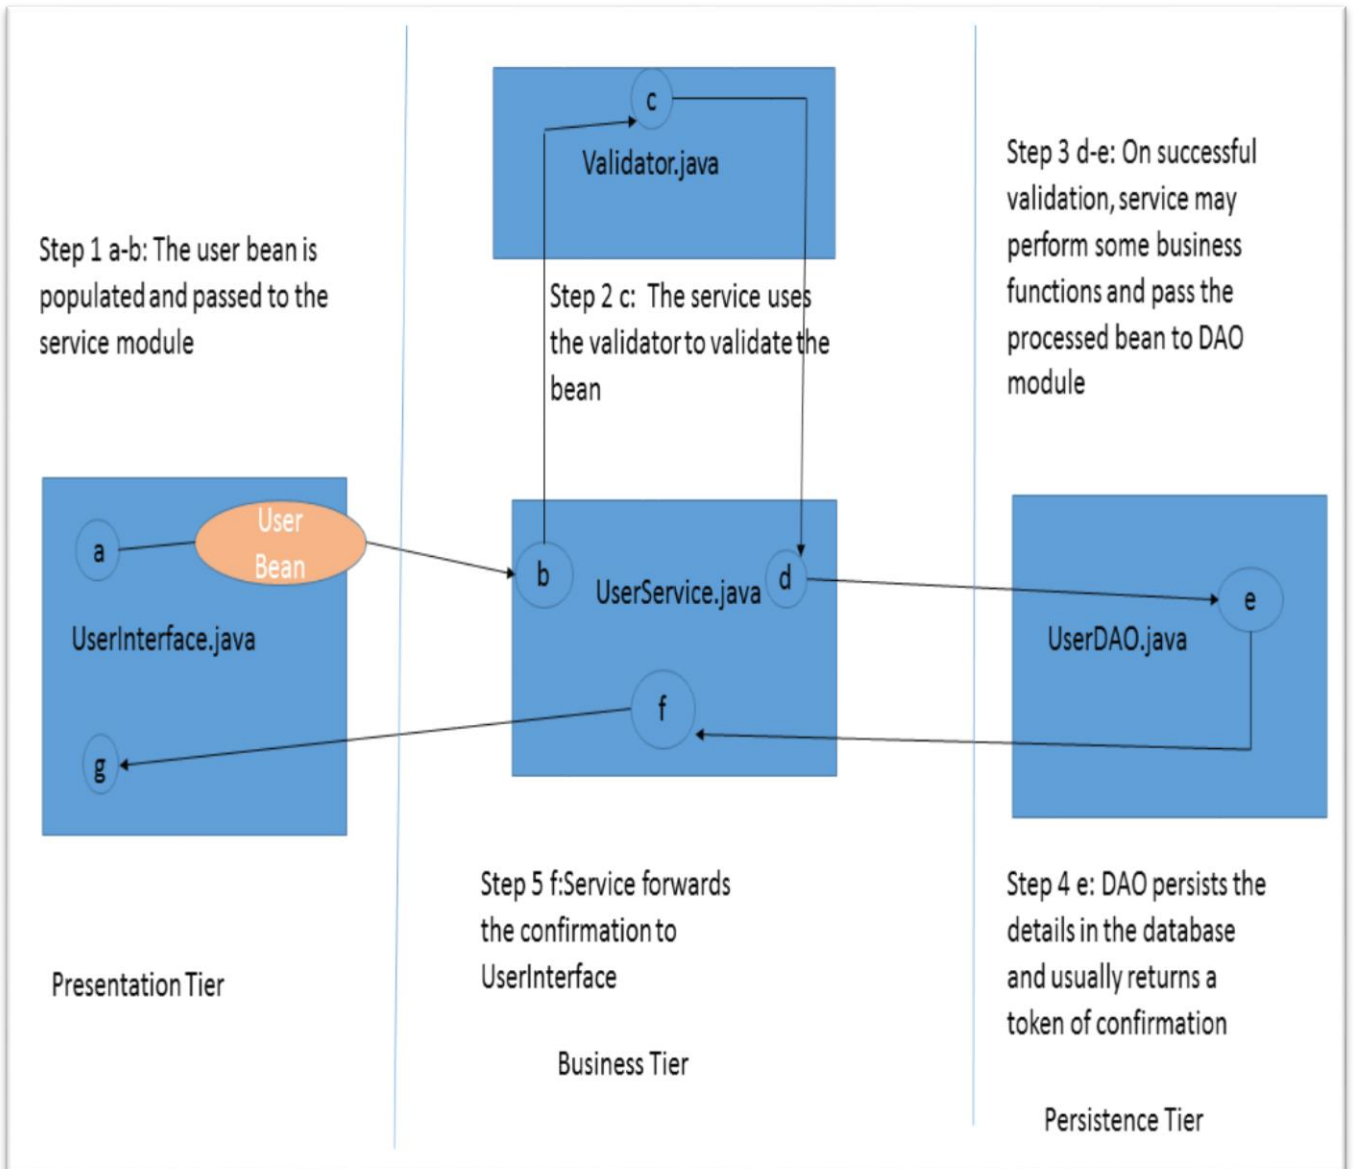 c
Validator.java
Step 1 a-b: The user bean is
populated and passed to the
service module
Step 2 c: The service uses
the validator to validate the
bean
Step 3 d-e: On successful
validation, service may
perform some business
functions and pass the
processed bean to DAO
module
a
User
Bean
UserInterface.java
g
b
UserService.java
d
f
e
UserDAO.java
Step 5 f:Service forwards
the confirmation to
UserInterface
Step 4 e: DAO persists the
details in the database
and usually returns a
token of confirmation
Presentation Tier
Business Tier
Persistence Tier